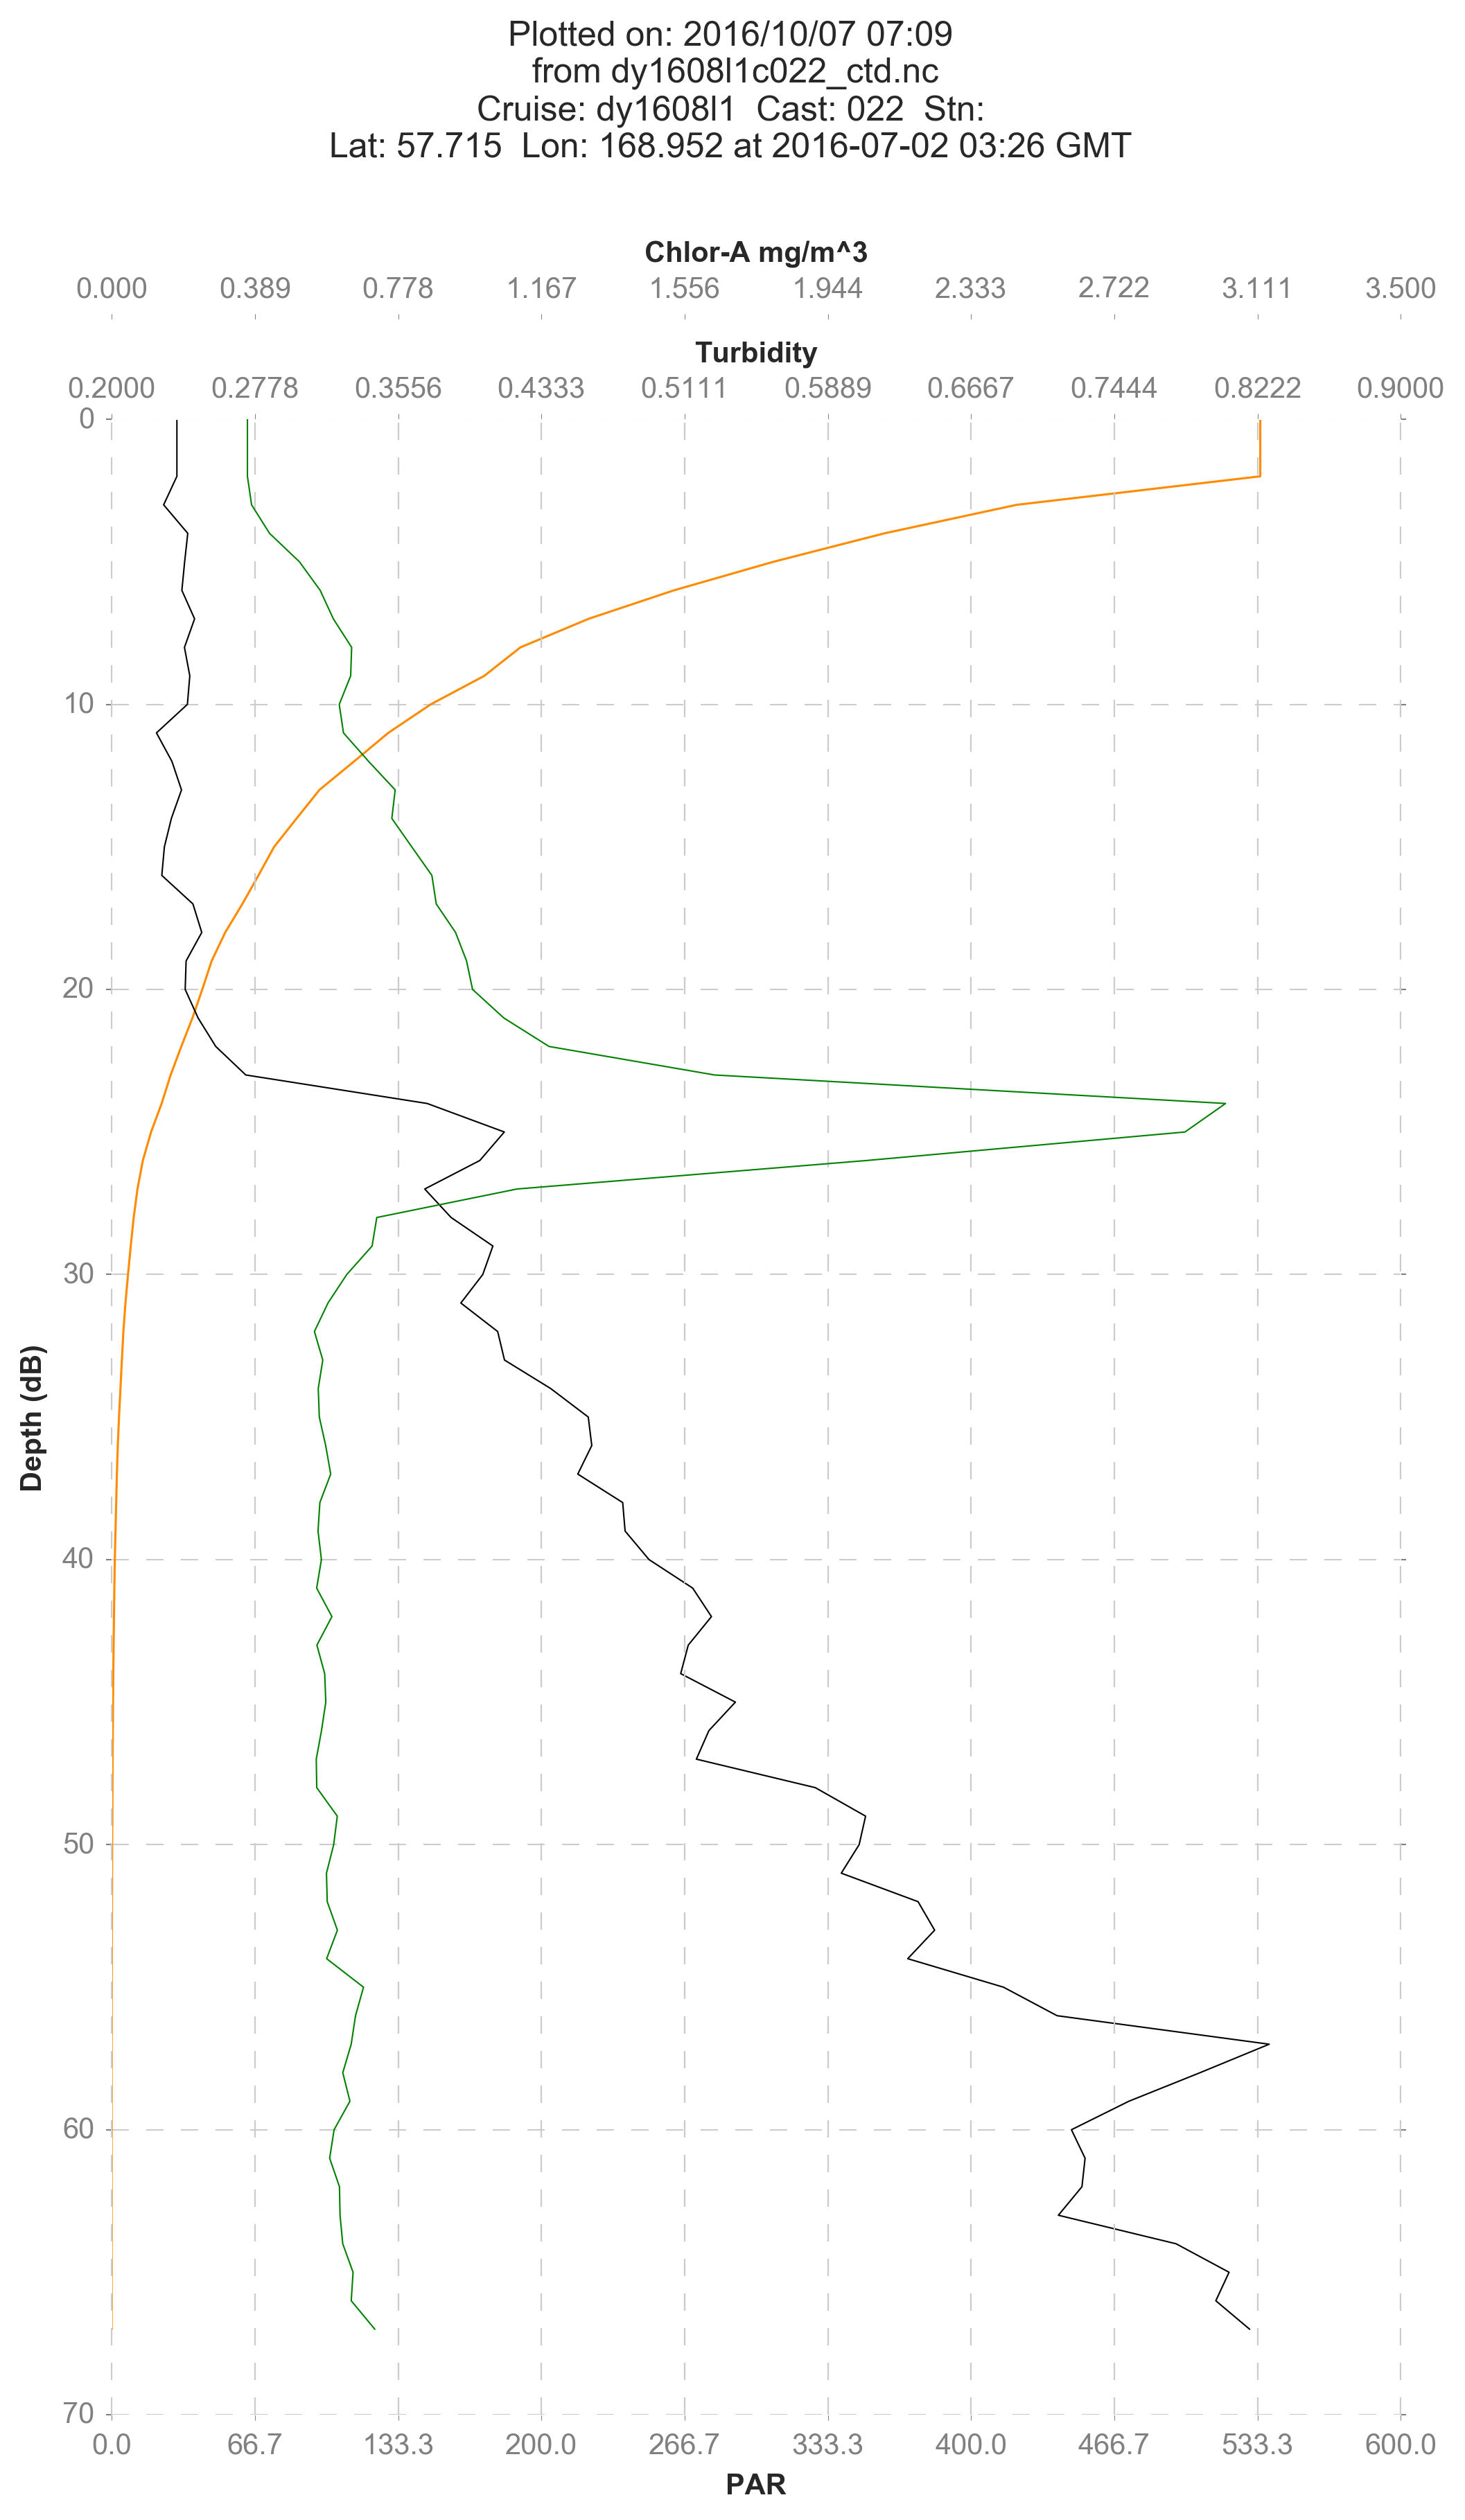 Plotted on: 2016/10/07 07:09
from dy1608l1c022_ctd.nc
Cruise: dy1608l1  Cast: 022  Stn:
Lat: 57.715  Lon: 168.952 at 2016-07-02 03:26 GMT
Chlor-A mg/m^3
0.000 0.389 0.778 1.167 1.556 1.944 2.333 2.722 3.111 3.500
Turbidity
0.2000 0.2778 0.3556 0.4333 0.5111 0.5889 0.6667 0.7444 0.8222 0.9000
0
10
20
30
Depth (dB)
40
50
60
70
0.0 66.7 133.3 200.0 266.7 333.3 400.0 466.7 533.3 600.0
PAR